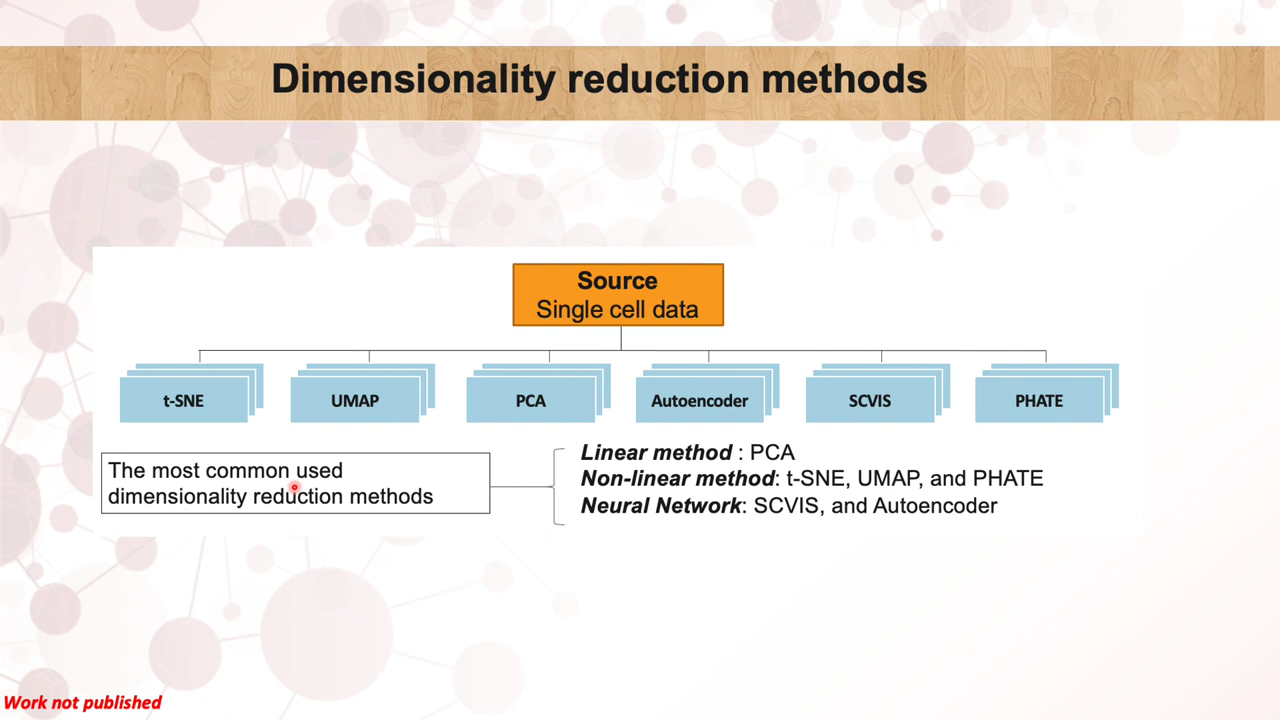 Dimensionality reduction methods
Source
Single cell data
t-SNE
UMAP
PCA
Autoencoder
SCVIS
PHATE
The most common used
dimensionality reduction methods
Linear method : PCA
Non-linear method: t-SNE, UMAP, and PHATE
Neural Network: SCVIS, and Autoencoder
Work not published